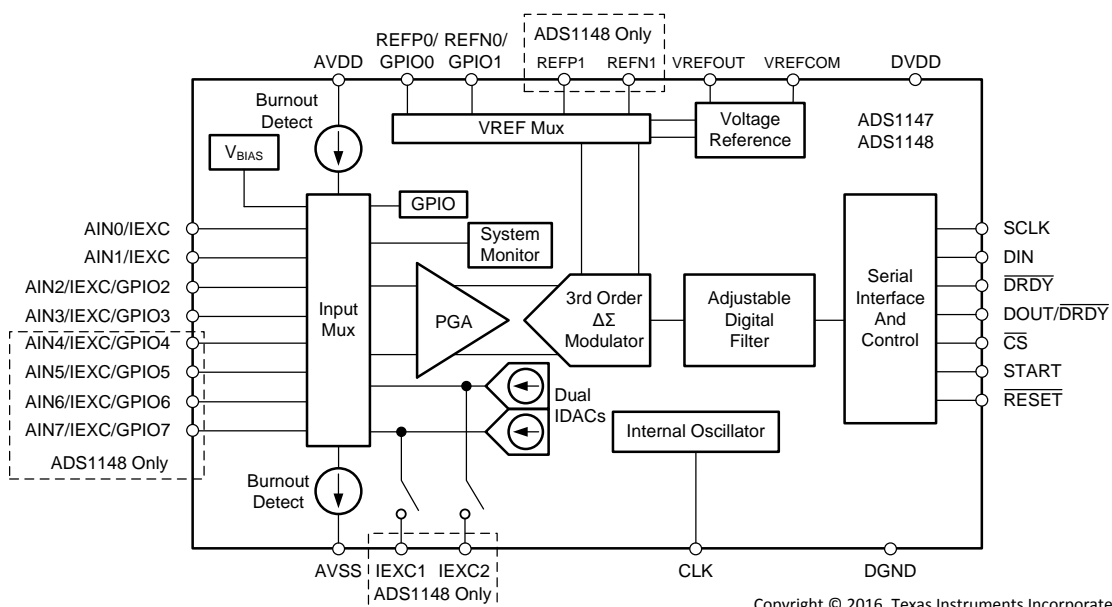 ADS1148 Only
REFP0/ REFN0/
AVDD GPIO0 GPIO1 REFP1 REFN1 VREFOUT VREFCOM DVDD
Burnout
Detect
VREF Mux
Voltage
Reference
ADS1147
ADS1148
VBIAS
GPIO
System
Monitor
AIN0/IEXC
AIN1/IEXC
AIN2/IEXC/GPIO2
AIN3/IEXC/GPIO3
AIN4/IEXC/GPIO4
AIN5/IEXC/GPIO5
AIN6/IEXC/GPIO6
AIN7/IEXC/GPIO7
ADS1148 Only
Input
Mux
PGA
3rd Order
ΔΣ
Modulator
Adjustable
Digital
Filter
Serial
Interface
And
Control
SCLK
DIN
DRDY
DOUT/DRDY
CS
START
RESET
Dual
IDACs
Internal Oscillator
Burnout
Detect
AVSS IEXC1 IEXC2 CLK DGND
ADS1148 Only
Copyright © 2016, Texas Instruments Incorporate